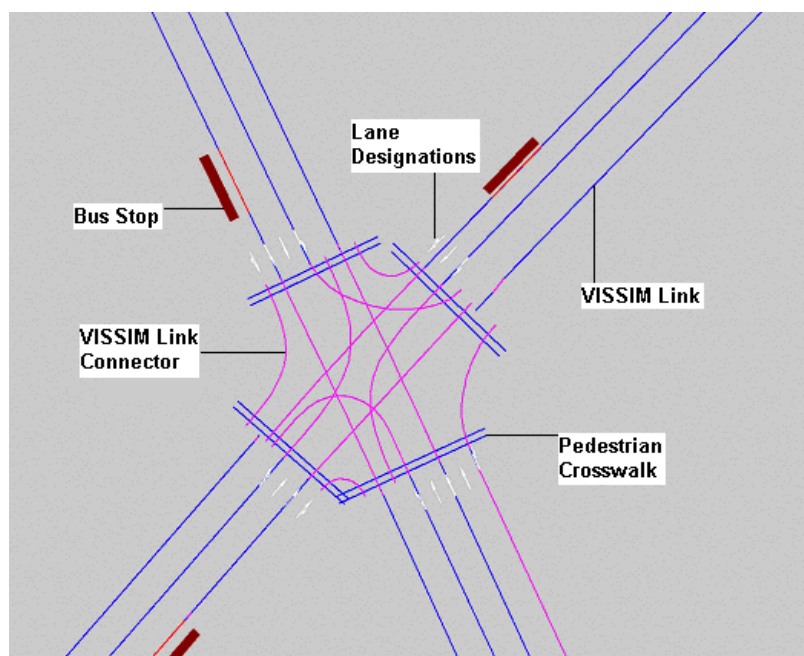 Lane
Designations
Bus Stop
VISSIM Link
VISSIM Link
Connector
Pedestrian
Crosswalk